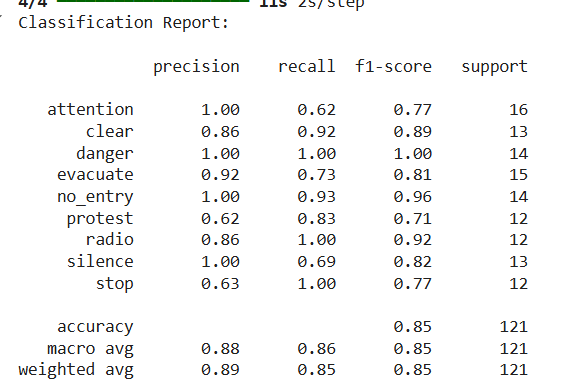 4/4 11s 2s/step
Classification Report:
precision recall f1-score support
attention 1.00 0.62 0.77 16
clear 0.86 0.92 0.89 13
danger 1.00 1.00 1.00 14
evacuate 0.92 0.73 0.81 15
no_entry 1.00 0.93 0.96 14
protest 0.62 0.83 0.71 12
radio 0.86 1.00 0.92 12
silence 1.00 0.69 0.82 13
stop 0.63 1.00 0.77 12
accuracy 0.85 121
macro avg 0.88 0.86 0.85 121
weighted avg 0.89 0.85 0.85 121